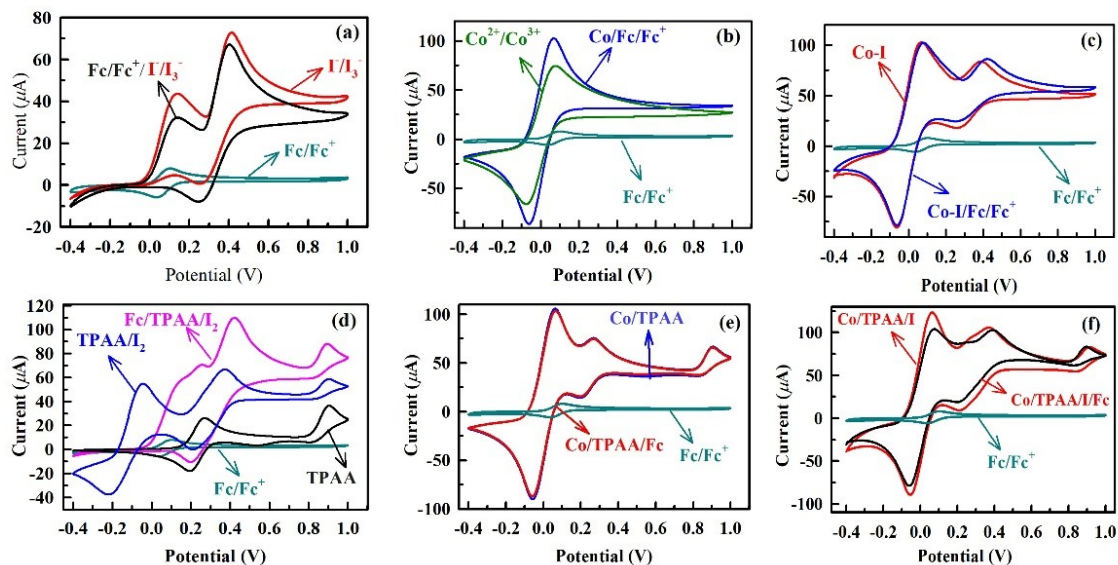 (a)
Fc/Fc⁺/I⁻/I₃⁻
I⁻/I₃⁻
Fc/Fc⁺
Current (µA)
80
60
40
20
0
-20
-0.4 -0.2 0.0 0.2 0.4 0.6 0.8 1.0
Potential (V)
(b)
Co²⁺/Co³⁺
Co/Fc/Fc⁺
Fc/Fc⁺
Current (µA)
100
50
0
-50
-0.4 -0.2 0.0 0.2 0.4 0.6 0.8 1.0
Potential (V)
(c)
Co-I
Fc/Fc⁺
Co-I/Fc/Fc⁺
Current (µA)
100
50
0
-50
-0.4 -0.2 0.0 0.2 0.4 0.6 0.8 1.0
Potential (V)
(d)
Fc/TPAA/I₂
TPAA/I₂
Fc/Fc⁺
TPAA
Current (µA)
120
100
80
60
40
20
0
-20
-40
-0.4 -0.2 0.0 0.2 0.4 0.6 0.8 1.0
Potential (V)
(e)
Co/TPAA
Co/TPAA/Fc
Fc/Fc⁺
Current (µA)
100
50
0
-50
-100
-0.4 -0.2 0.0 0.2 0.4 0.6 0.8 1.0
Potential (V)
(f)
Co/TPAA/I
Co/TPAA/I/Fc
Fc/Fc⁺
Current (µA)
100
50
0
-50
-100
-0.4 -0.2 0.0 0.2 0.4 0.6 0.8 1.0
Potential (V)